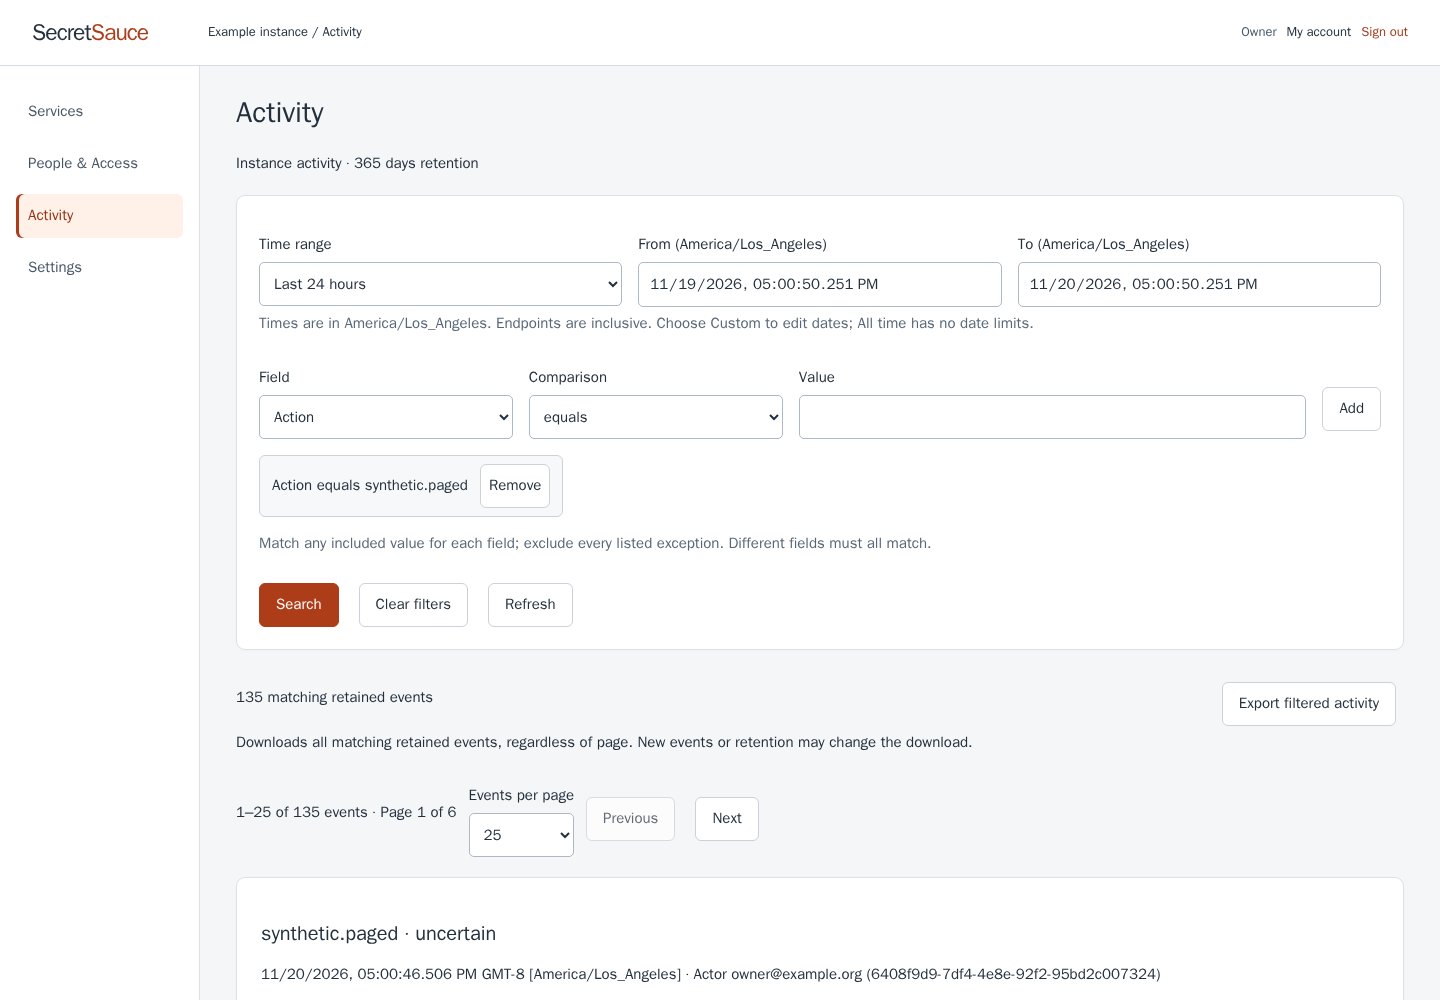 SecretSauce
Example instance / Activity
Owner My account Sign out
Services
People & Access
Activity
Settings
Activity
Instance activity · 365 days retention
Time range
From (America/Los_Angeles)
To (America/Los_Angeles)
Last 24 hours
11/19/2026, 05:00:50.251 PM
11/20/2026, 05:00:50.251 PM
Times are in America/Los_Angeles. Endpoints are inclusive. Choose Custom to edit dates; All time has no date limits.
Field
Comparison
Value
Action
equals
Add
Action equals synthetic.paged
Remove
Match any included value for each field; exclude every listed exception. Different fields must all match.
Search
Clear filters
Refresh
135 matching retained events
Export filtered activity
Downloads all matching retained events, regardless of page. New events or retention may change the download.
1–25 of 135 events · Page 1 of 6
Events per page
25
Previous
Next
synthetic.paged · uncertain
11/20/2026, 05:00:46.506 PM GMT-8 [America/Los_Angeles] · Actor owner@example.org (6408f9d9-7df4-4e8e-92f2-95bd2c007324)